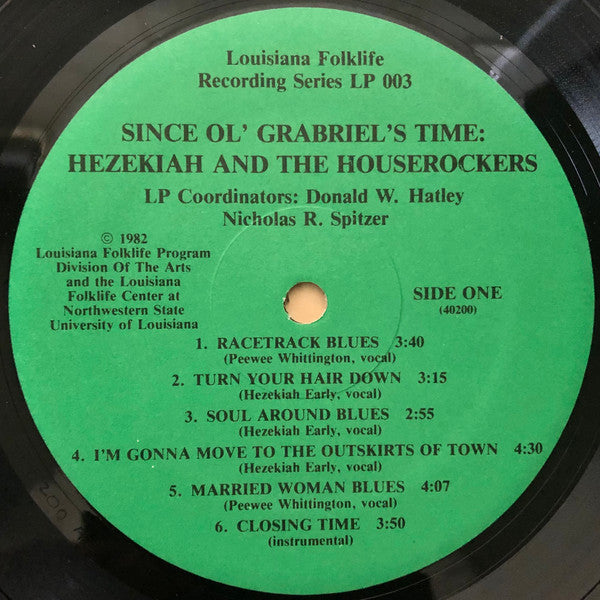 Louisiana Folklife
Recording Series LP 003
SINCE OL' GRABRIEL'S TIME:
HEZEKIAH AND THE HOUSEROCKERS
LP Coordinators: Donald W. Hatley
Nicholas R. Spitzer
© 1982
Louisiana Folklife Program
Division Of The Arts
and the Louisiana
Folklife Center at
Northwestern State
University of Louisiana
SIDE ONE
(40200)
1. RACETRACK BLUES 3:40
(Peewee Whittington, vocal)
2. TURN YOUR HAIR DOWN 3:15
(Hezekiah Early, vocal)
3. SOUL AROUND BLUES 2:55
(Hezekiah Early, vocal)
4. I'M GONNA MOVE TO THE OUTSKIRTS OF TOWN 4:30
(Hezekiah Early, vocal)
5. MARRIED WOMAN BLUES 4:07
(Peewee Whittington, vocal)
6. CLOSING TIME 3:50
(instrumental)